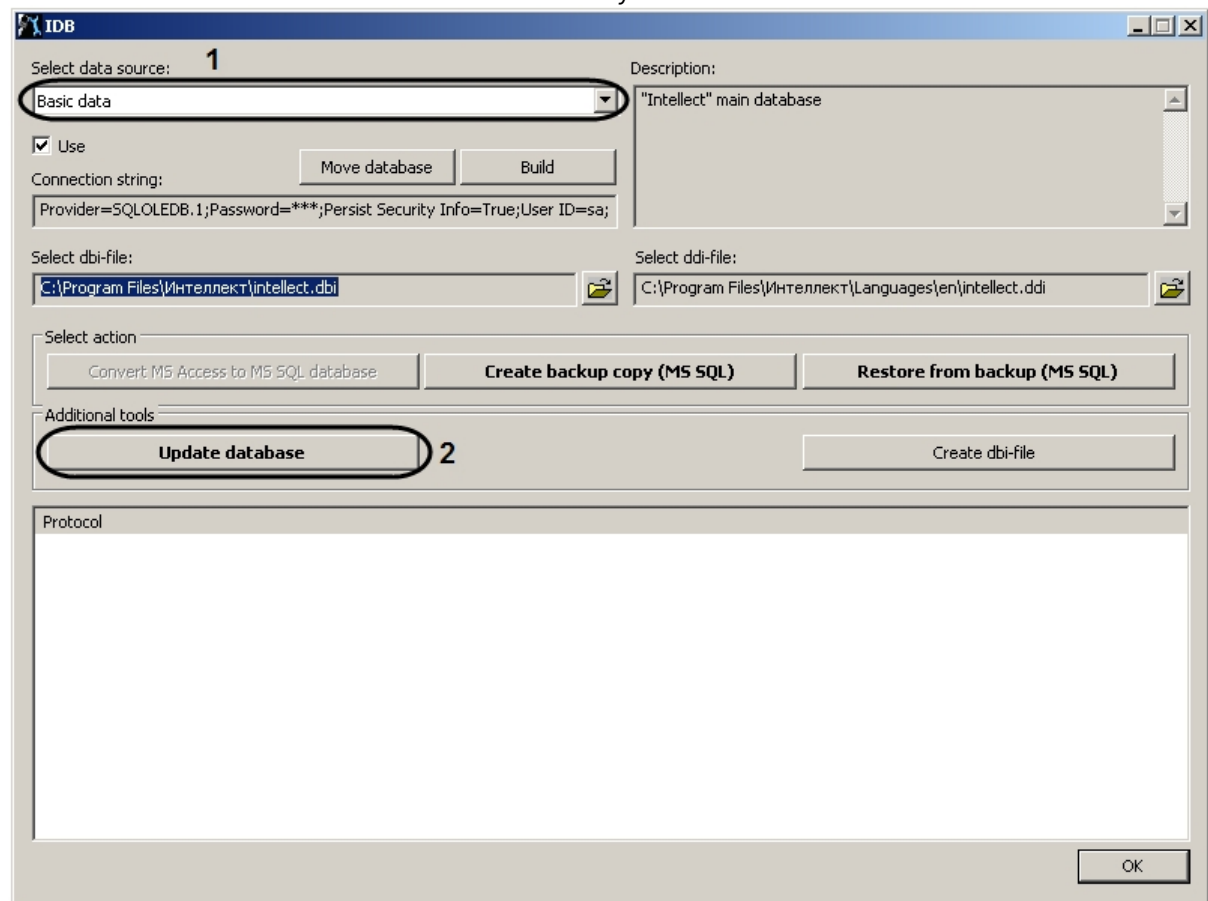 IDB
1
Select data source:
Description:
Basic data
"Intellect" main database
Use
Move database
Build
Connection string:
Provider=SQLOLEDB.1;Password=***;Persist Security Info=True;User ID=sa;
Select dbi-file:
Select ddi-file:
C:\Program Files\Интеллект\intellect.dbi
C:\Program Files\Интеллект\Languages\en\intellect.ddi
Select action
Convert MS Access to MS SQL database
Create backup copy (MS SQL)
Restore from backup (MS SQL)
Additional tools
Update database
2
Create dbi-file
Protocol
OK